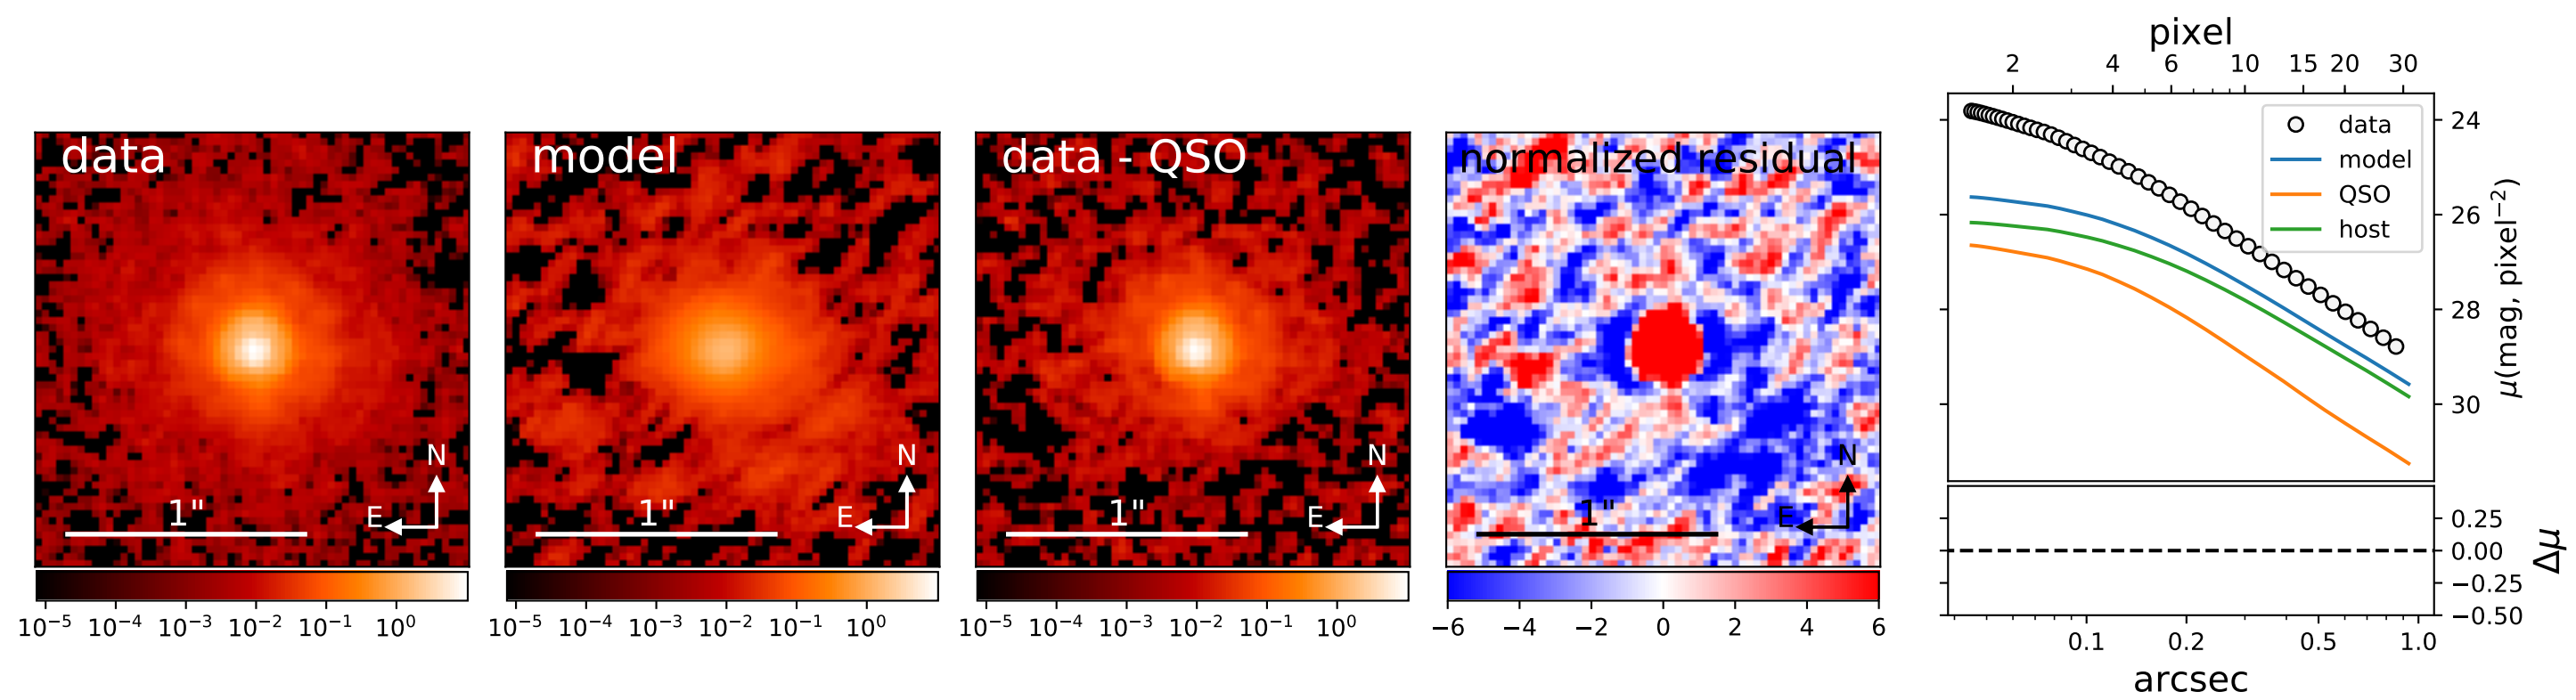 data
1"
N
E
10⁻⁵ 10⁻⁴ 10⁻³ 10⁻² 10⁻¹ 10⁰
model
1"
N
E
10⁻⁵ 10⁻⁴ 10⁻³ 10⁻² 10⁻¹ 10⁰
data - QSO
1"
N
E
10⁻⁵ 10⁻⁴ 10⁻³ 10⁻² 10⁻¹ 10⁰
normalized residual
1"
N
E
−6 −4 −2 0 2 4 6
pixel
2 4 6 10 15 20 30
data
model
QSO
host
24
26
28
30
μ(mag, pixel⁻²)
0.25
0.00
−0.25
−0.50
Δμ
0.1 0.2 0.5 1.0
arcsec